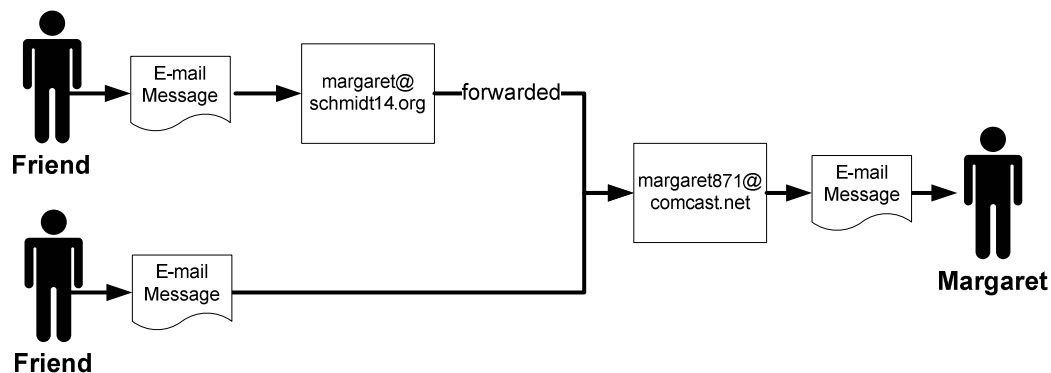 E-mail
Message
margaret@
schmidt14.org
forwarded
Friend
margaret871@
comcast.net
E-mail
Message
Margaret
E-mail
Message
Friend